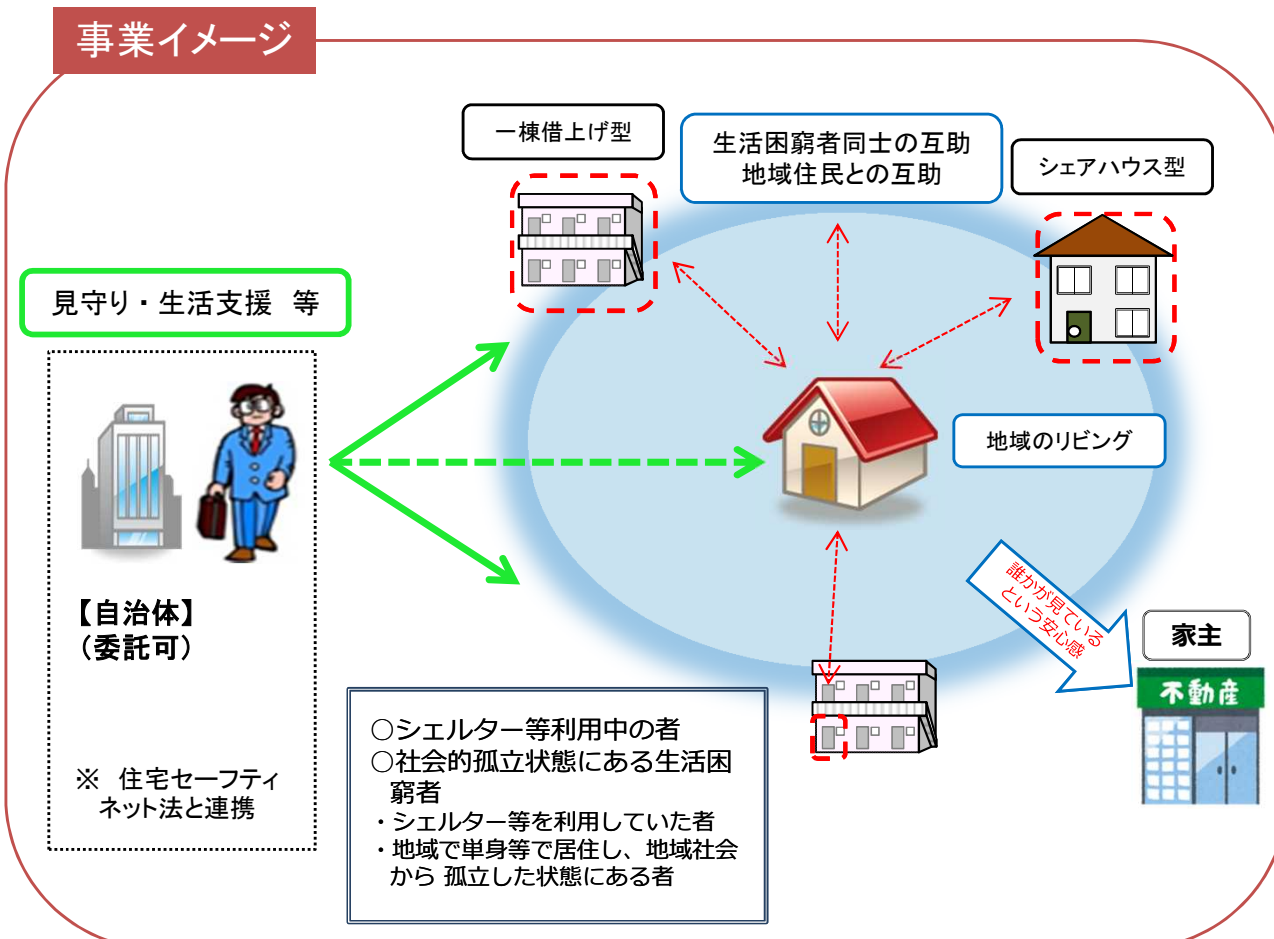 事業イメージ
一棟借上げ型
生活困窮者同士の互助
地域住民との互助
シェアハウス型
見守り・生活支援 等
地域のリビング
【自治体】
（委託可）
※ 住宅セーフティ
ネット法と連携
誰かが見ている
という安心感
家主
不動産
○シェルター等利用中の者
○社会的孤立状態にある生活困
窮者
・シェルター等を利用していた者
・地域で単身等で居住し、地域社会
から 孤立した状態にある者